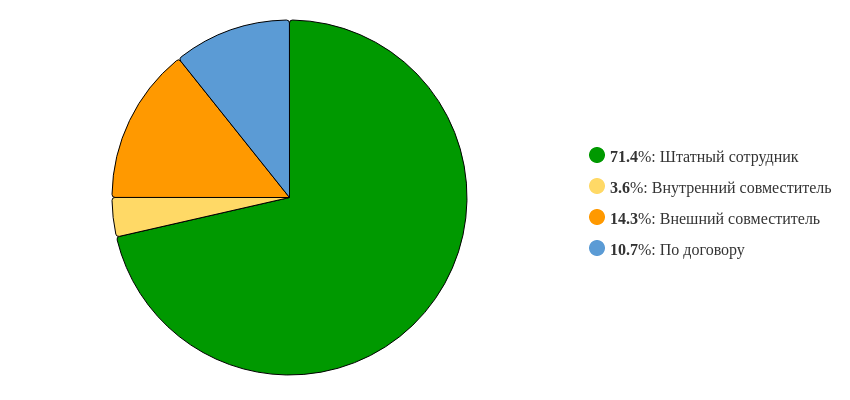 71.4%: Штатный сотрудник
3.6%: Внутренний совместитель
14.3%: Внешний совместитель
10.7%: По договору